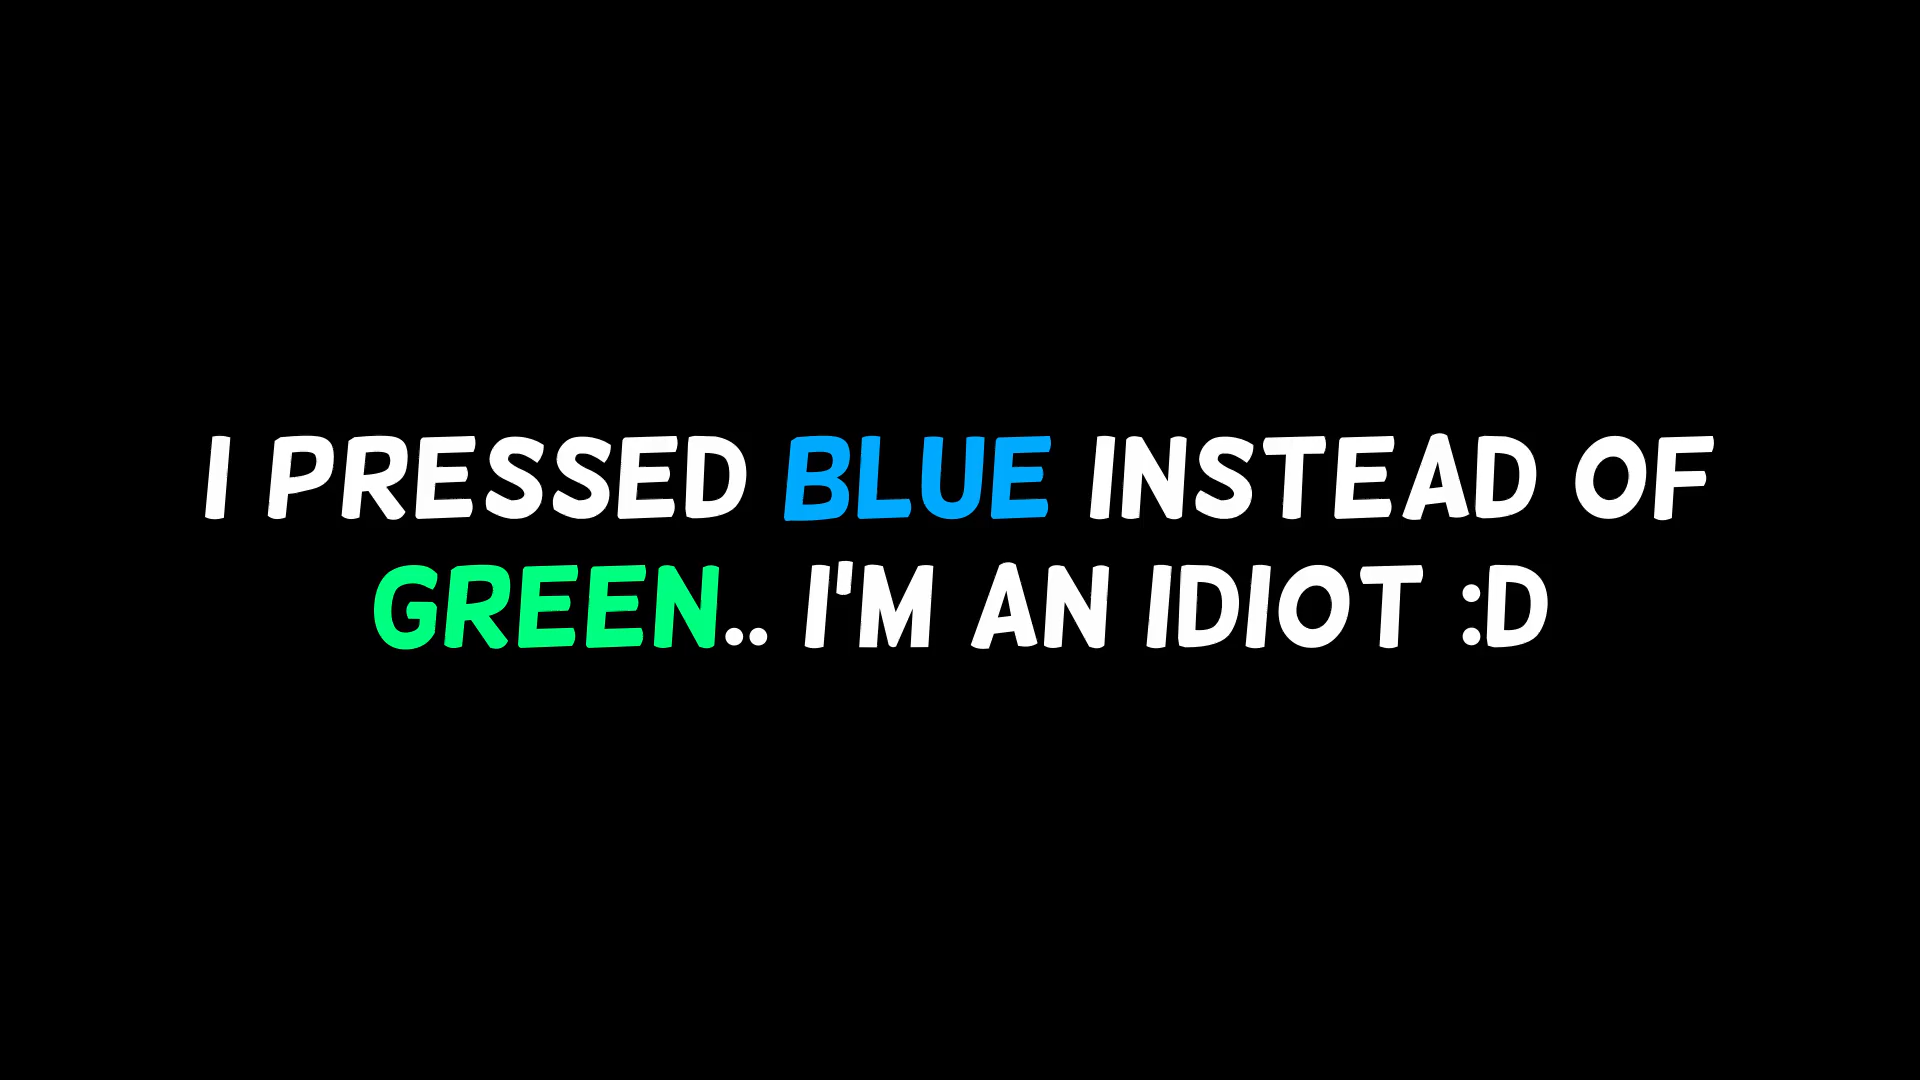 I PRESSED BLUE INSTEAD OF
GREEN.. I'M AN IDIOT :D